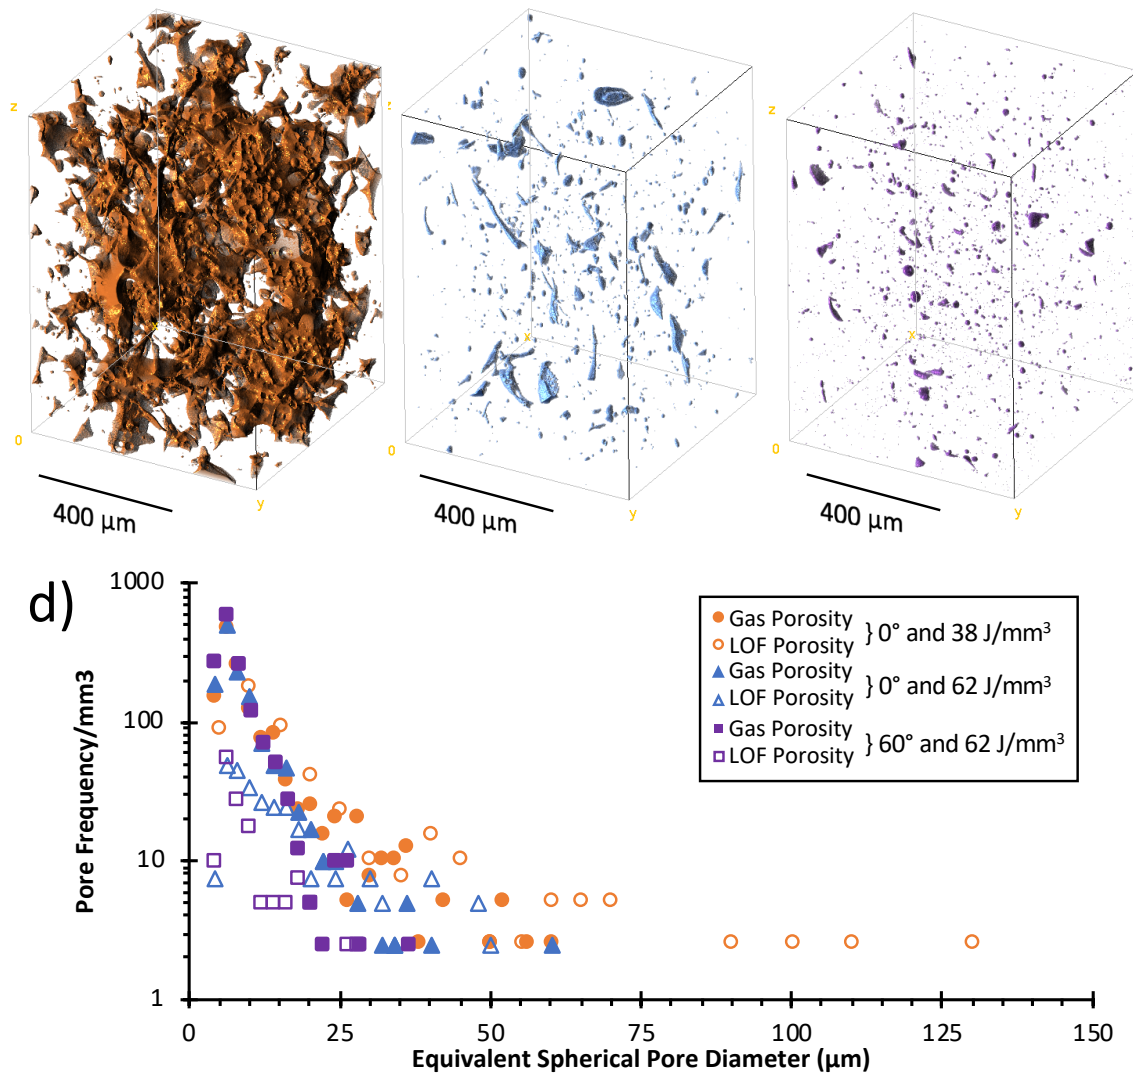 z
z
z
x
x
x
0
0
0
y
y
y
400 µm
400 µm
400 µm
d)
Pore Frequency/mm3
1000
100
10
1
0
25
50
75
100
125
150
Equivalent Spherical Pore Diameter (µm)
Gas Porosity
LOF Porosity
} 0° and 38 J/mm³
Gas Porosity
LOF Porosity
} 0° and 62 J/mm³
Gas Porosity
LOF Porosity
} 60° and 62 J/mm³